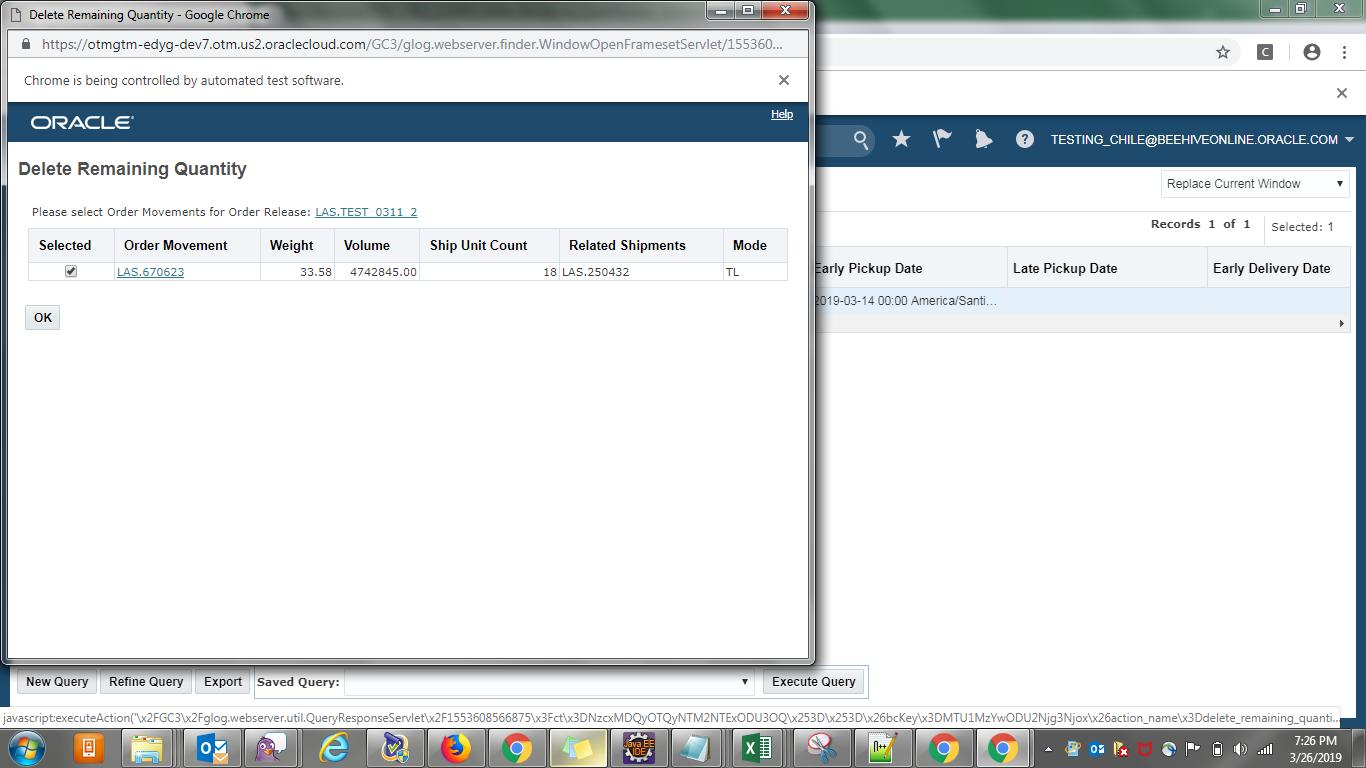 Delete Remaining Quantity - Google Chrome
https://otmgtm-edyg-dev7.otm.us2.oraclecloud.com/GC3/glog.webserver.finder.WindowOpenFramesetServlet/155360...
Chrome is being controlled by automated test software.
ORACLE
Help
Delete Remaining Quantity
Please select Order Movements for Order Release: LAS.TEST_0311_2
Selected Order Movement Weight Volume Ship Unit Count Related Shipments Mode
LAS.670623 33.58 4742845.00 18 LAS.250432 TL
OK
C
TESTING_CHILE@BEEHIVEONLINE.ORACLE.COM
Replace Current Window
Records 1 of 1
Selected: 1
Early Pickup Date Late Pickup Date Early Delivery Date
2019-03-14 00:00 America/Santi...
New Query Refine Query Export Saved Query: Execute Query
javascript:executeAction("\x2FGC3\x2Fglog.webserver.util.QueryResponseServlet\x2F1553608566875\x3Fct\x3DNzcxMDQyOTQyNTM2NTExODU3OQ\x253D\x253D\x26bcKey\x3DMTU1MzYwODU2Njg3Njox\x26action_name\x3Ddelete_remaining_quanti...
Java EE
IDE
7:26 PM
3/26/2019